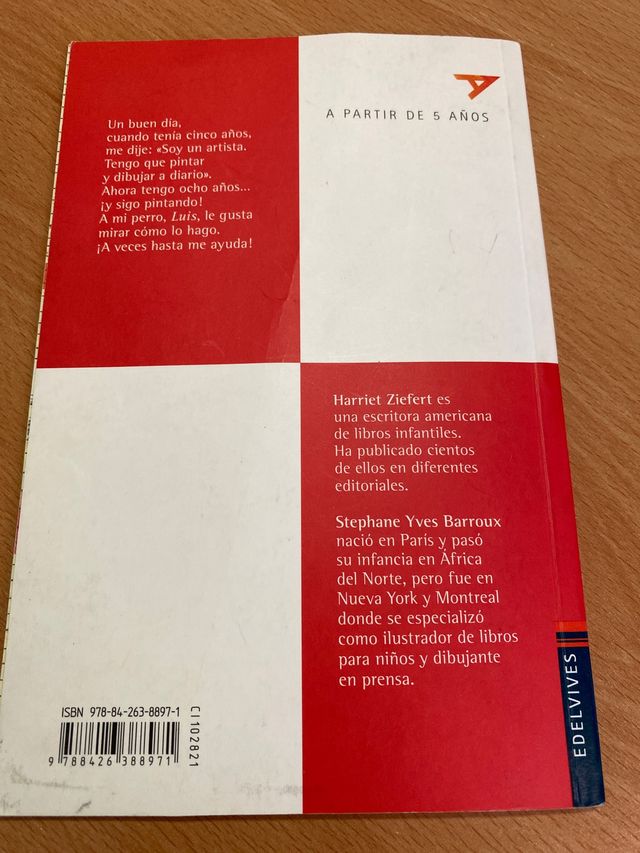 Un buen día,
cuando tenía cinco años,
me dije: «Soy un artista.
Tengo que pintar
y dibujar a diario».
Ahora tengo ocho años...
¡y sigo pintando!
A mi perro, Luis, le gusta
mirar cómo lo hago.
¡A veces hasta me ayuda!
A PARTIR DE 5 AÑOS
Harriet Ziefert es
una escritora americana
de libros infantiles.
Ha publicado cientos
de ellos en diferentes
editoriales.
Stephane Yves Barroux
nació en París y pasó
su infancia en África
del Norte, pero fue en
Nueva York y Montreal
donde se especializó
como ilustrador de libros
para niños y dibujante
en prensa.
ISBN 978-84-263-8897-1
9 788426 388971
CI 102821
EDELVIVES